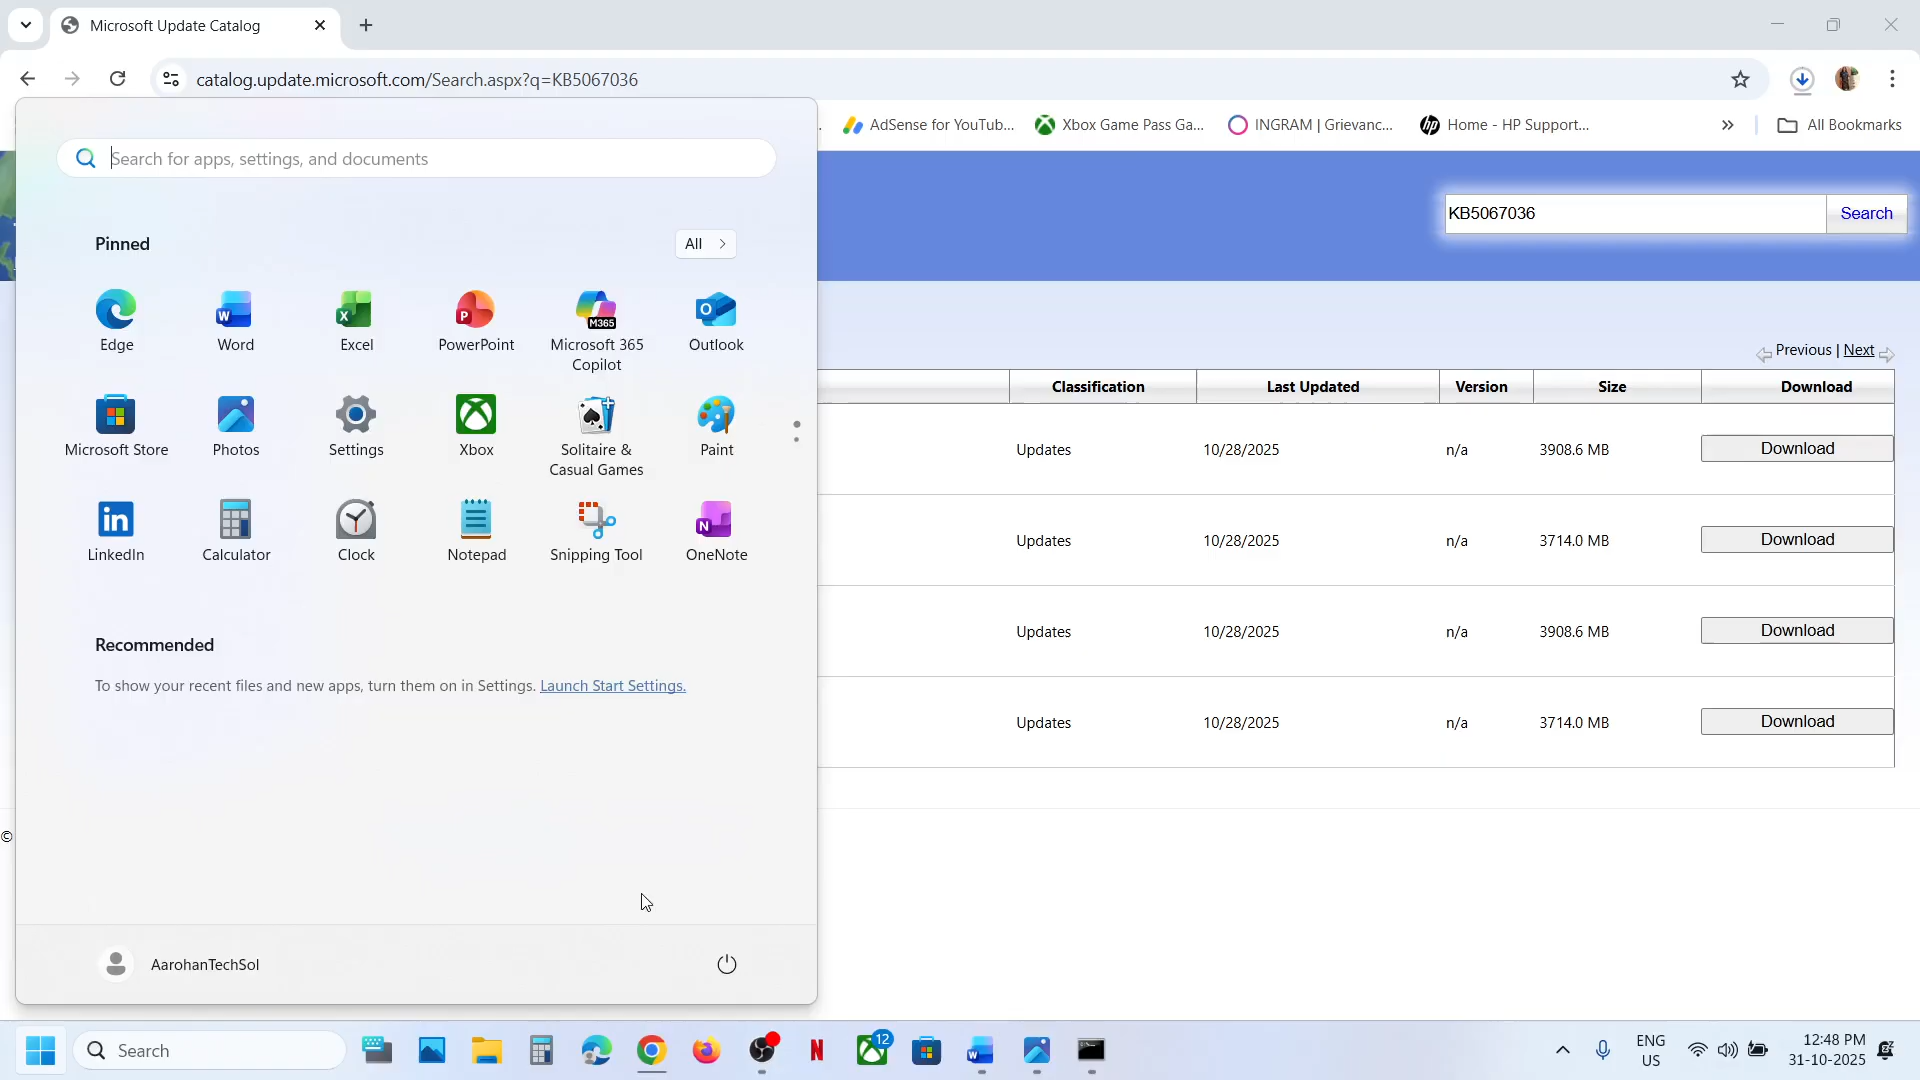 Microsoft Update Catalog
catalog.update.microsoft.com/Search.aspx?q=KB5067036
AdSense for YouTub...
Xbox Game Pass Ga...
INGRAM | Grievanc...
Home - HP Support...
All Bookmarks
Search for apps, settings, and documents
KB5067036
Search
Pinned
All
Edge
Word
Excel
PowerPoint
Microsoft 365
Copilot
M365
Outlook
Microsoft Store
Photos
Settings
Xbox
Solitaire &
Casual Games
Paint
LinkedIn
Calculator
Clock
Notepad
Snipping Tool
OneNote
Recommended
To show your recent files and new apps, turn them on in Settings. Launch Start Settings.
AarohanTechSol
Previous | Next
Classification Last Updated Version Size Download
Updates 10/28/2025 n/a 3908.6 MB Download
Updates 10/28/2025 n/a 3714.0 MB Download
Updates 10/28/2025 n/a 3908.6 MB Download
Updates 10/28/2025 n/a 3714.0 MB Download
©
Search
12
ENG
US
12:48 PM
31-10-2025